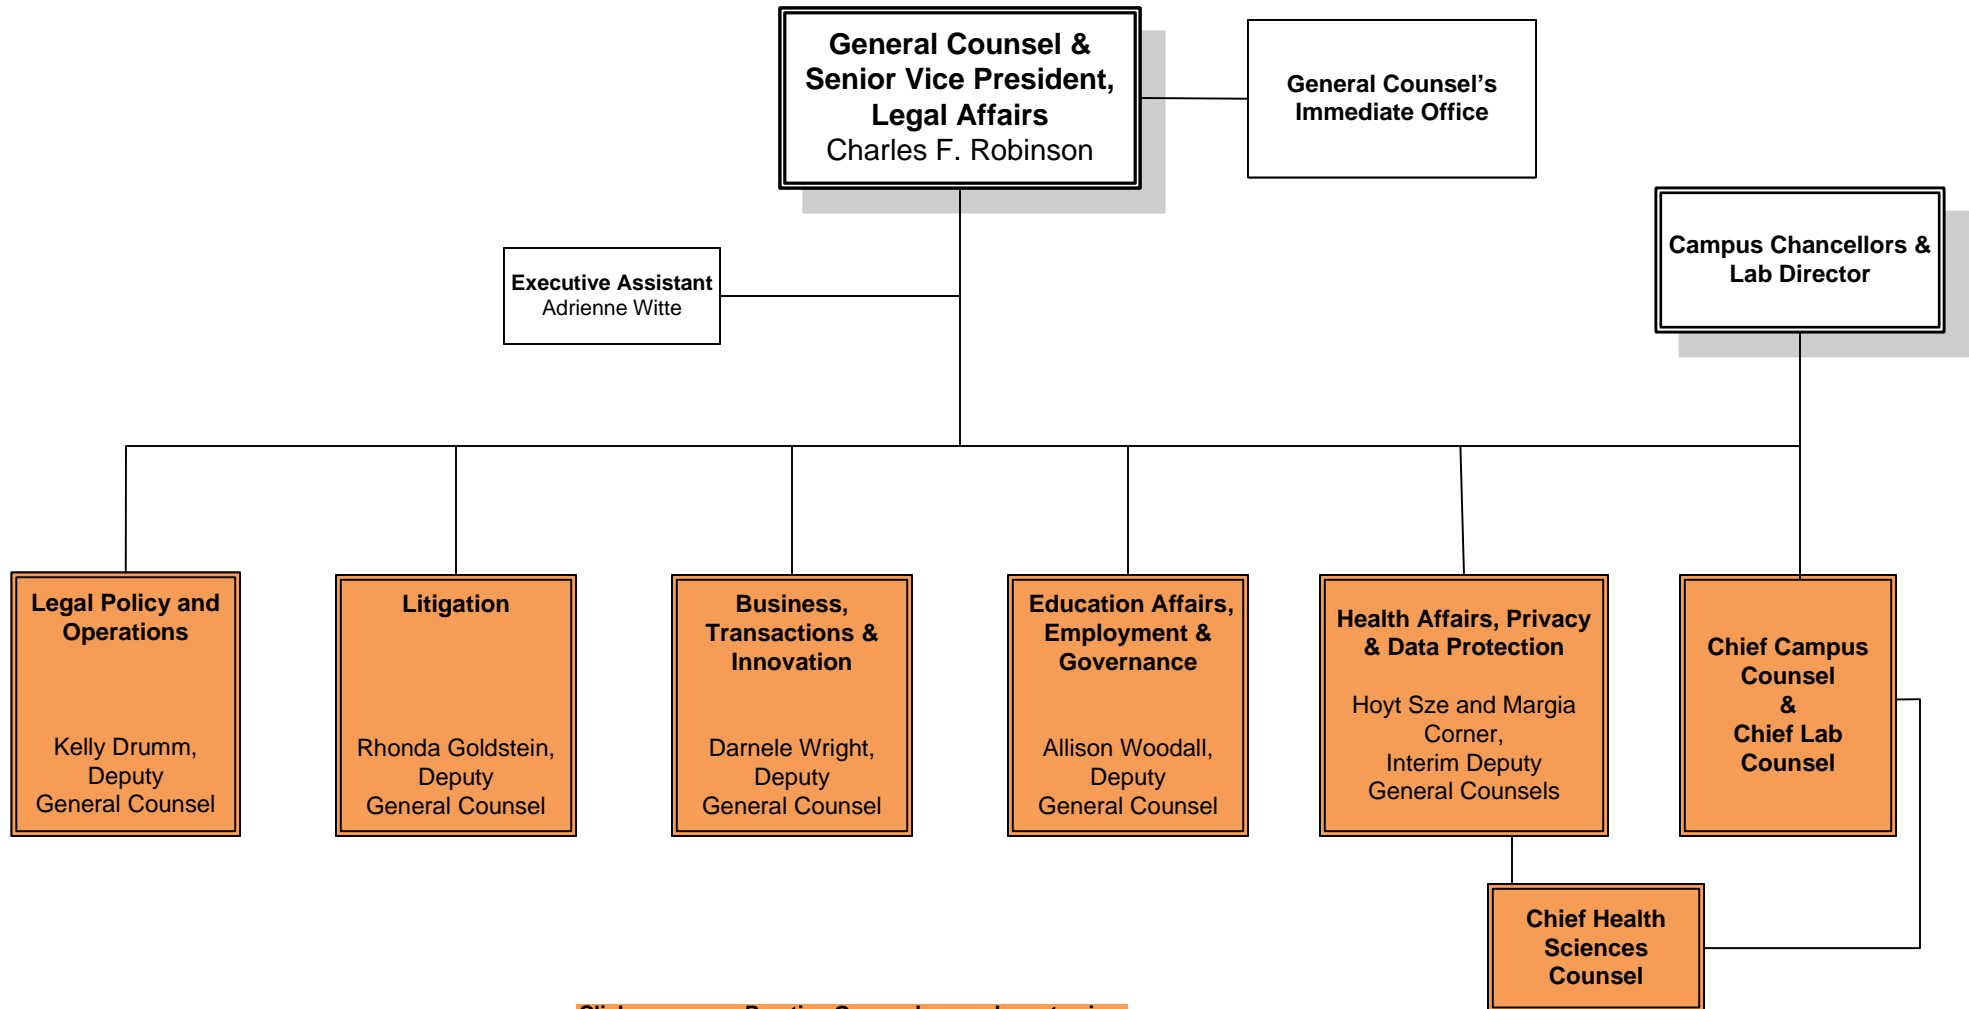 General Counsel &
Senior Vice President,
Legal Affairs
Charles F. Robinson
General Counsel’s
Immediate Office
Campus Chancellors &
Lab Director
Executive Assistant
Adrienne Witte
Legal Policy and
Operations
Kelly Drumm,
Deputy
General Counsel
Litigation
Rhonda Goldstein,
Deputy
General Counsel
Business,
Transactions &
Innovation
Darnele Wright,
Deputy
General Counsel
Education Affairs,
Employment &
Governance
Allison Woodall,
Deputy
General Counsel
Health Affairs, Privacy
& Data Protection
Hoyt Sze and Margia
Corner,
Interim Deputy
General Counsels
Chief Campus
Counsel
&
Chief Lab
Counsel
Chief Health
Sciences
Counsel